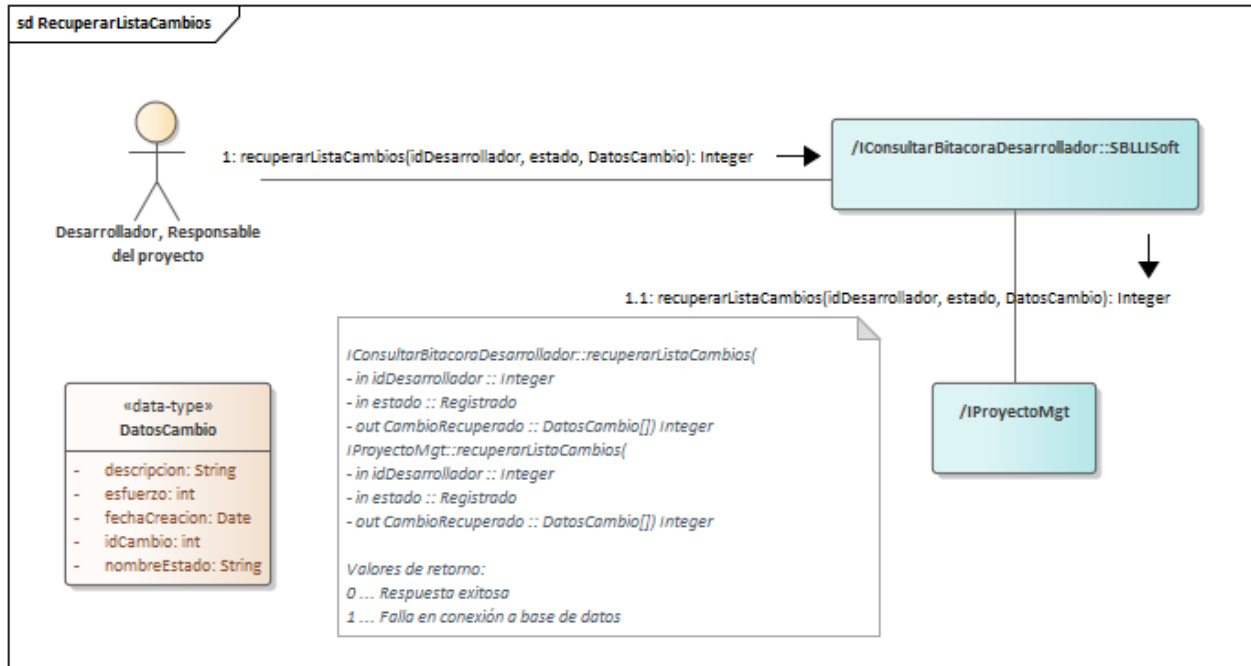 sd RecuperarListaCambios
1: recuperarListaCambios(idDesarrollador, estado, DatosCambio): Integer
/IConsultarBitacoraDesarrollador::SBLLISoft
Desarrollador, Responsable
del proyecto
1.1: recuperarListaCambios(idDesarrollador, estado, DatosCambio): Integer
IConsultarBitacoraDesarrollador::recuperarListaCambios(
- in idDesarrollador :: Integer
- in estado :: Registrado
- out CambioRecuperado :: DatosCambio[]) Integer
IProyectoMgt::recuperarListaCambios(
- in idDesarrollador :: Integer
- in estado :: Registrado
- out CambioRecuperado :: DatosCambio[]) Integer
Valores de retorno:
0 ... Respuesta exitosa
1 ... Falla en conexión a base de datos
«data-type»
DatosCambio
- descripcion: String
- esfuerzo: int
- fechaCreacion: Date
- idCambio: int
- nombreEstado: String
/IProyectoMgt